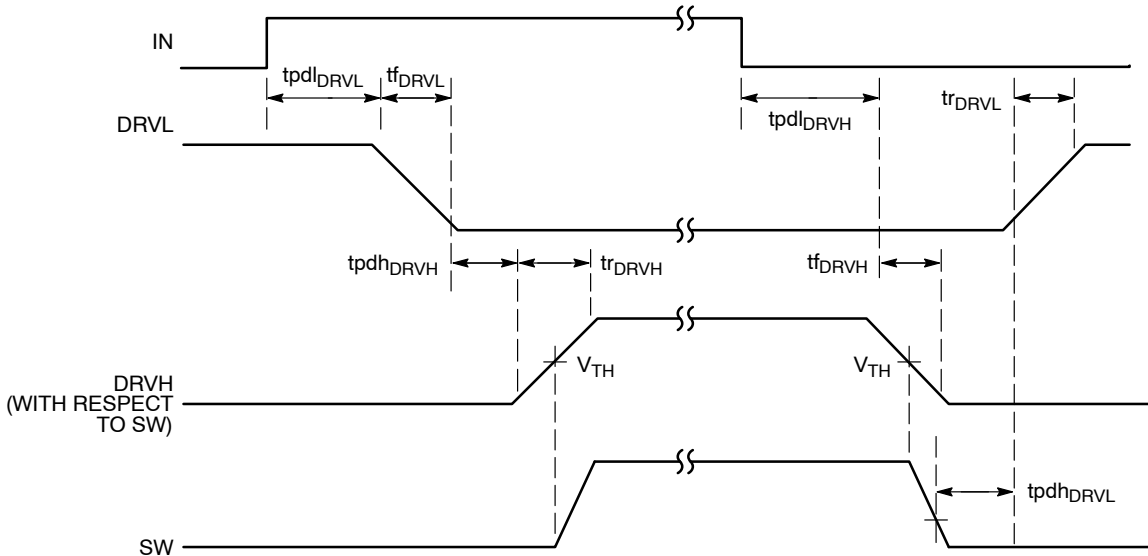 IN
tpdlDRVL
tfDRVL
tpdlDRVH
trDRVL
DRVL
tpdhDRVH
trDRVH
tfDRVH
VTH
VTH
DRVH
(WITH RESPECT
TO SW)
tpdhDRVL
SW